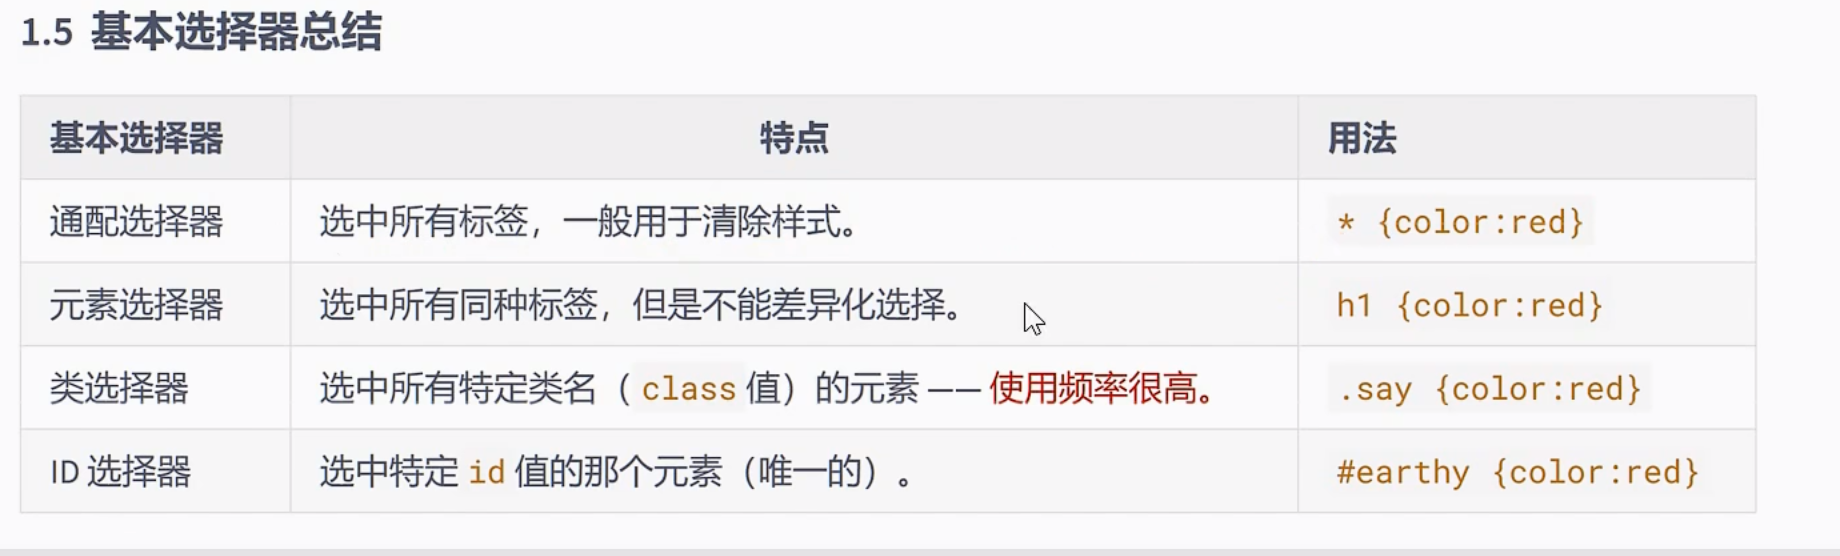 1.5 基本选择器总结
基本选择器 特点 用法
通配选择器 选中所有标签，一般用于清除样式。 * {color:red}
元素选择器 选中所有同种标签，但是不能差异化选择。 h1 {color:red}
类选择器 选中所有特定类名（class值）的元素 —— 使用频率很高。 .say {color:red}
ID 选择器 选中特定 id 值的那个元素（唯一的）。 #earthy {color:red}